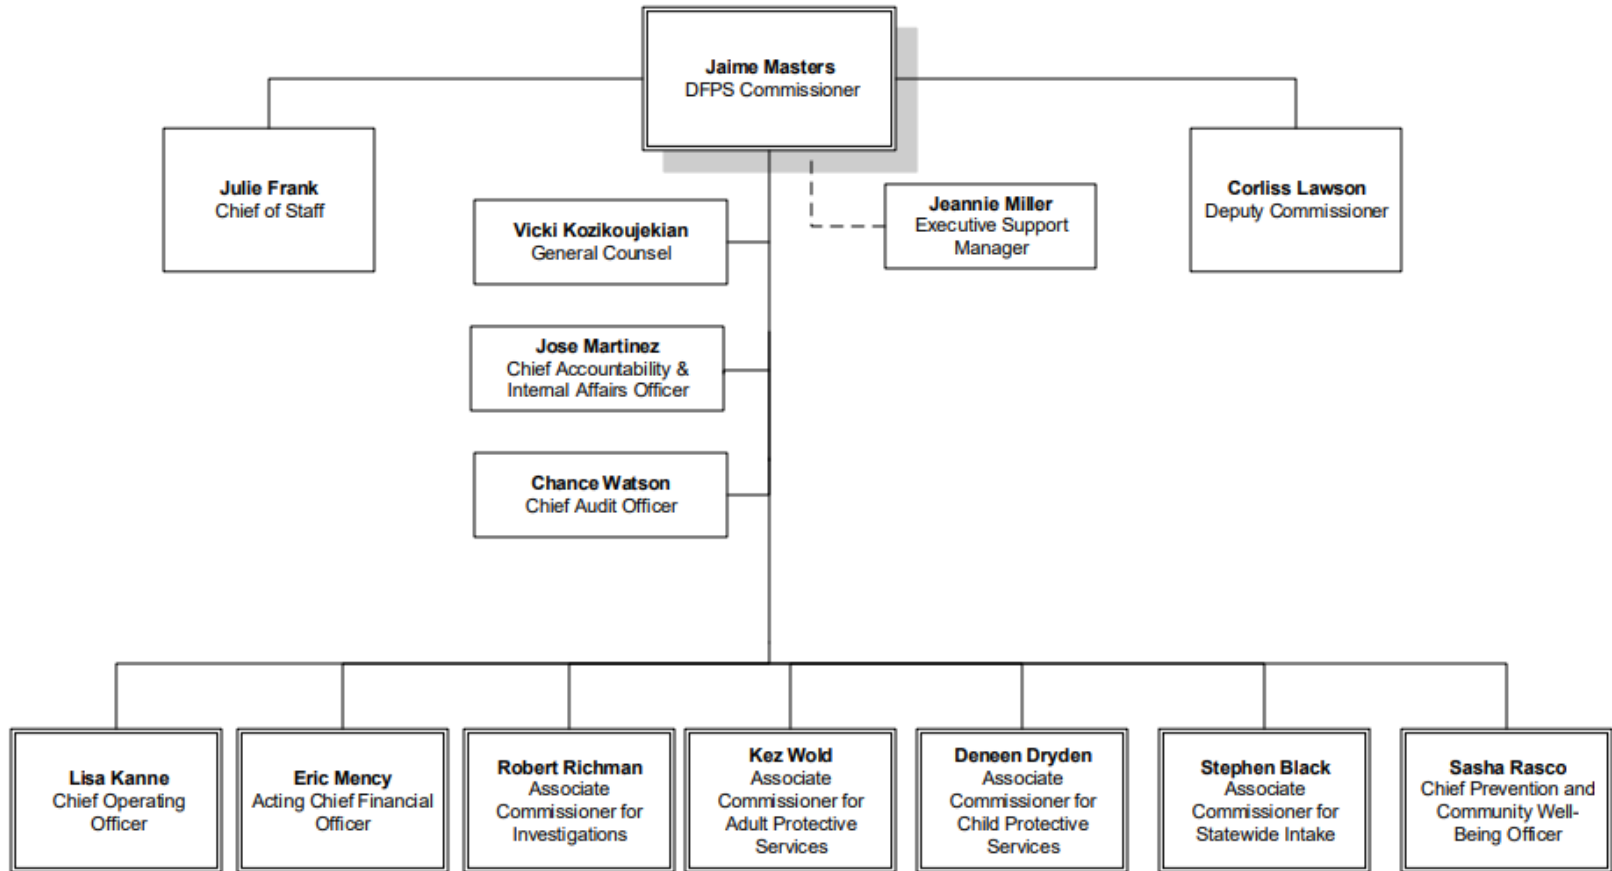 Jaime Masters
DFPS Commissioner
Julie Frank
Chief of Staff
Vicki Kozikoujekian
General Counsel
Jeannie Miller
Executive Support
Manager
Corliss Lawson
Deputy Commissioner
Jose Martinez
Chief Accountability &
Internal Affairs Officer
Chance Watson
Chief Audit Officer
Lisa Kanne
Chief Operating
Officer
Eric Mency
Acting Chief Financial
Officer
Robert Richman
Associate
Commissioner for
Investigations
Kez Wold
Associate
Commissioner for
Adult Protective
Services
Deneen Dryden
Associate
Commissioner for
Child Protective
Services
Stephen Black
Associate
Commissioner for
Statewide Intake
Sasha Rasco
Chief Prevention and
Community Well-
Being Officer